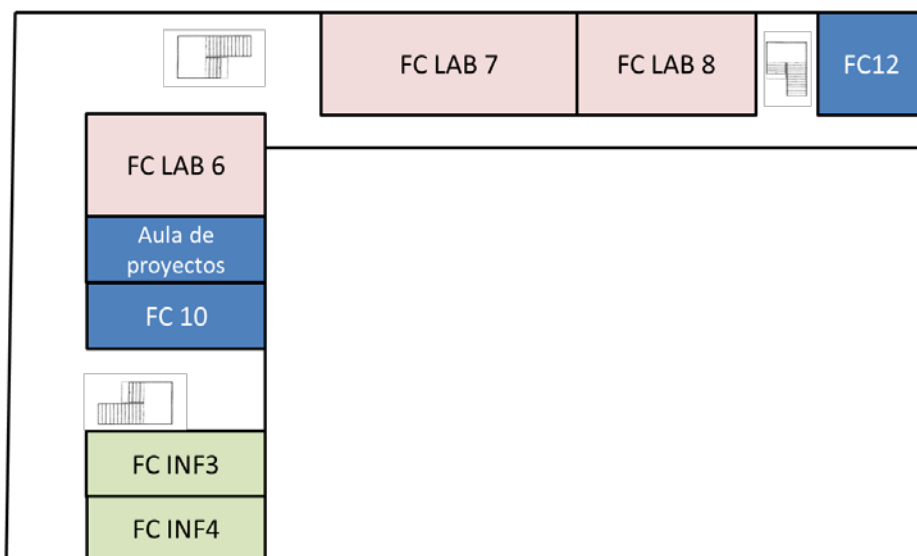 FC LAB 7
FC LAB 8
FC12
FC LAB 6
Aula de
proyectos
FC 10
FC INF3
FC INF4